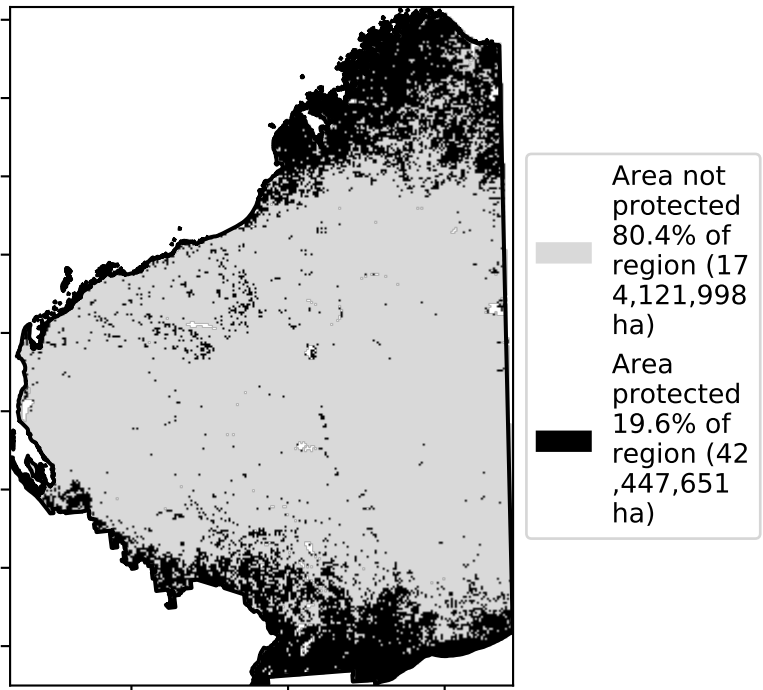 Area not
protected
80.4% of
region (17
4,121,998
ha)
Area
protected
19.6% of
region (42
,447,651
ha)